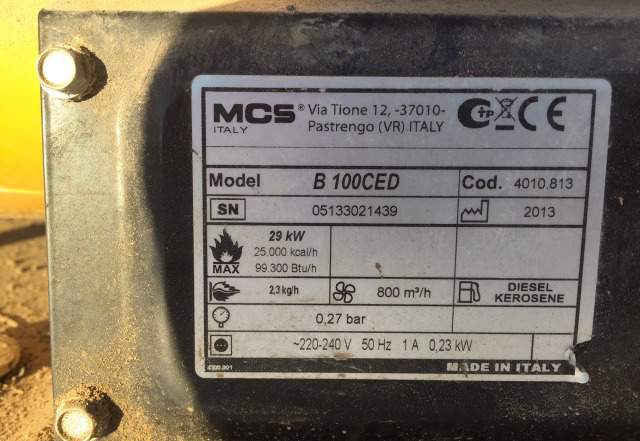 MCS® Via Tione 12, -37010-
ITALY Pastrengo (VR) ITALY
Model B 100CED Cod. 4010.813
SN 05133021439 2013
29 kW
25.000 kcal/h
MAX 99.300 Btu/h
2,3 kg/h 800 m³/h DIESEL
KEROSENE
0,27 bar
~220-240 V 50 Hz 1 A 0,23 kW
MADE IN ITALY